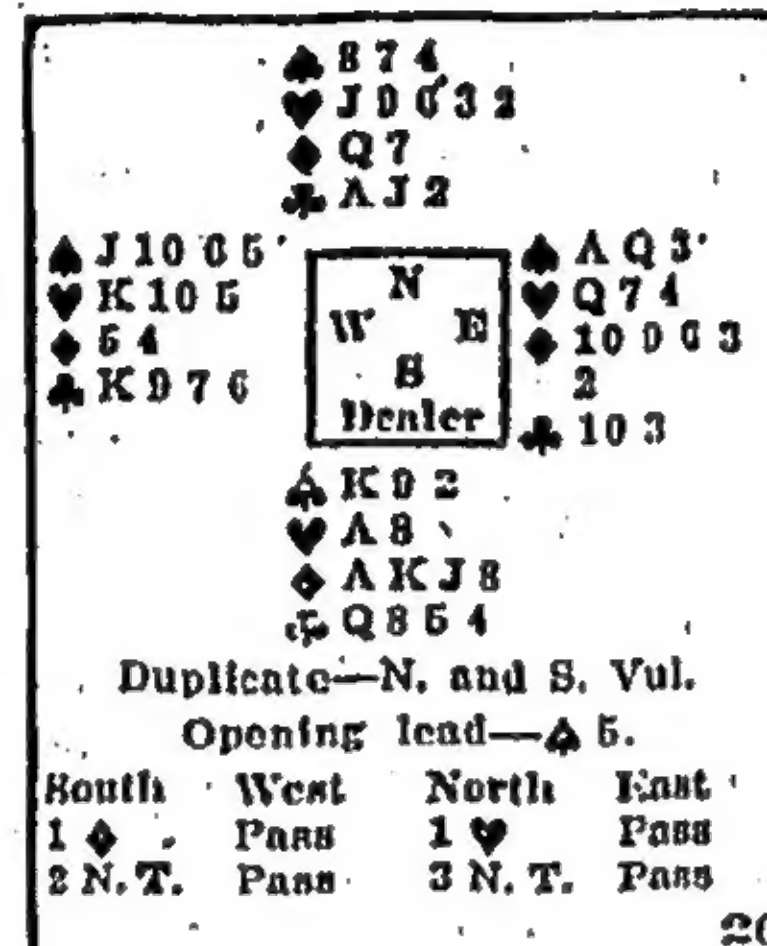 ♠ 8 7 4
♥ J 9 6 3 2
♦ Q 7
♣ A J 2
♠ J 10 6 5
♥ K 10 5
♦ 5 4
♣ K 9 7 6
N
W E
S
Dealer
♠ A Q 3
♥ Q 7 4
♦ 10 9 6 3
2
♣ 10 3
♠ K 9 2
♥ A 8
♦ A K J 8
♣ Q 8 5 4
Duplicate—N. and S. Vul.
Opening lead—♠ 5.
South West North East
1 ♦ Pass 1 ♥ Pass
2 N. T. Pass 3 N. T. Pass
20